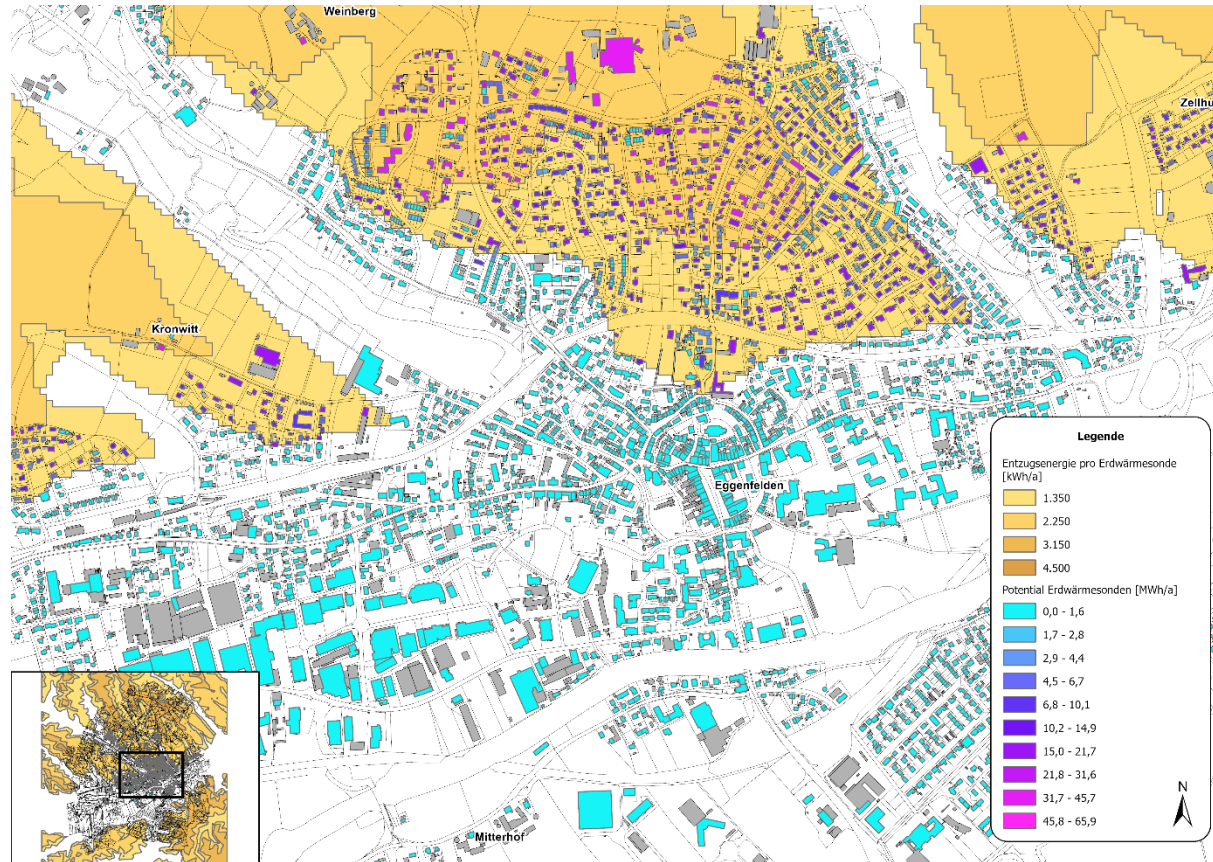 Weinberg
Zellhu
Kronwitt
Eggenfelden
Mitterhof
Legende
Entzugsenergie pro Erdwärmesonde
[kWh/a]
1.350
2.250
3.150
4.500
Potential Erdwärmesonden [MWh/a]
0,0 - 1,6
1,7 - 2,8
2,9 - 4,4
4,5 - 6,7
6,8 - 10,1
10,2 - 14,9
15,0 - 21,7
21,8 - 31,6
31,7 - 45,7
45,8 - 65,9
N